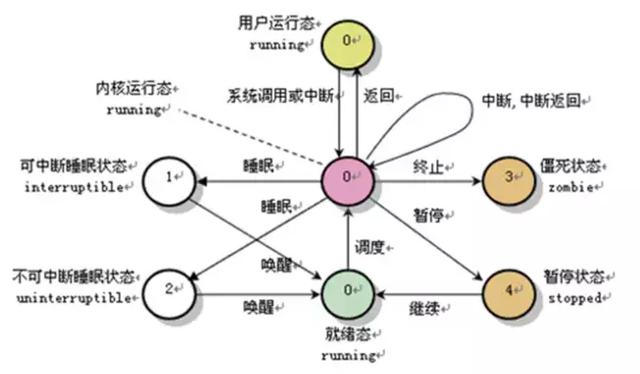 用户运行态
running
0
内核运行态
running
系统调用或中断
返回
中断, 中断返回
可中断睡眠状态
interruptible
1
睡眠
0
终止
3
僵死状态
zombie
睡眠
暂停
唤醒
调度
不可中断睡眠状态
uninterruptible
2
唤醒
0
继续
4
暂停状态
stopped
就绪态
running